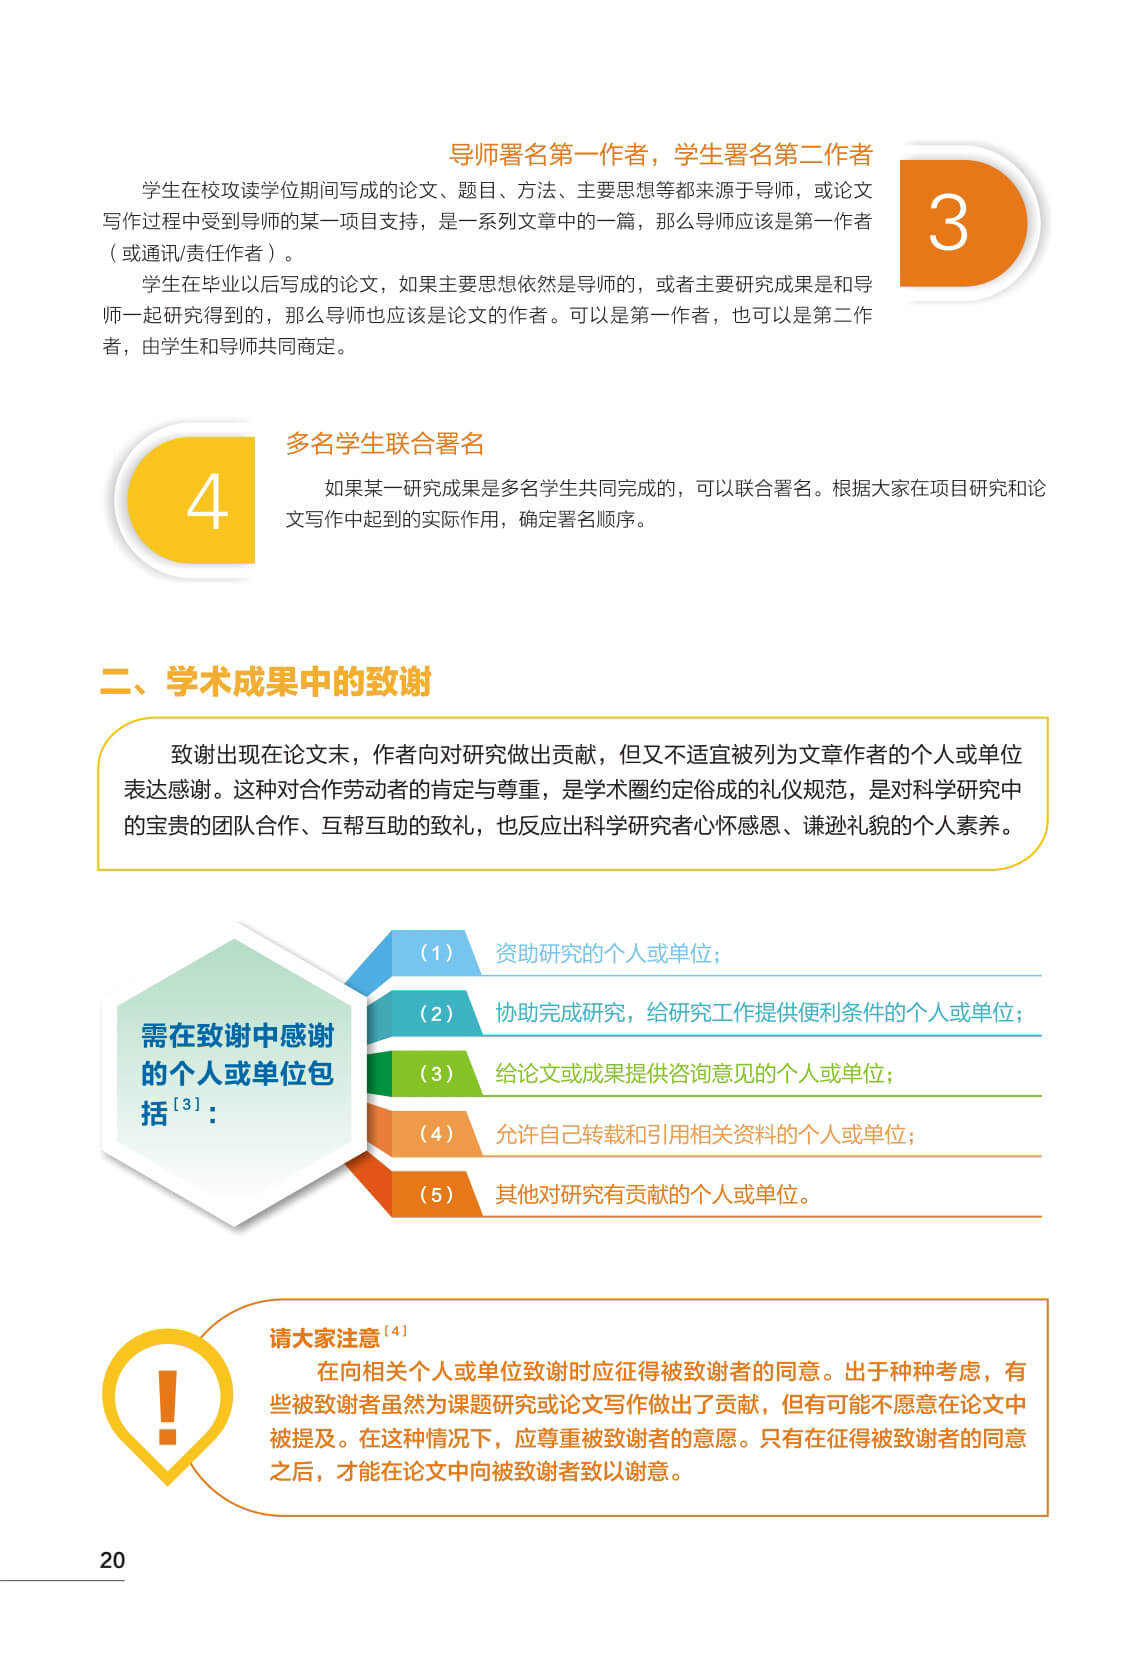 导师署名第一作者，学生署名第二作者
学生在校攻读学位期间写成的论文、题目、方法、主要思想等都来源于导师，或论文
写作过程中受到导师的某一项目支持，是一系列文章中的一篇，那么导师应该是第一作者
（或通讯/责任作者）。
学生在毕业以后写成的论文，如果主要思想依然是导师的，或者主要研究成果是和导
师一起研究得到的，那么导师也应该是论文的作者。可以是第一作者，也可以是第二作
者，由学生和导师共同商定。
3
4
多名学生联合署名
如果某一研究成果是多名学生共同完成的，可以联合署名。根据大家在项目研究和论
文写作中起到的实际作用，确定署名顺序。
二、学术成果中的致谢
致谢出现在论文末，作者向对研究做出贡献，但又不适宜被列为文章作者的个人或单位
表达感谢。这种对合作劳动者的肯定与尊重，是学术圈约定俗成的礼仪规范，是对科学研究中
的宝贵的团队合作、互帮互助的致礼，也反应出科学研究者心怀感恩、谦逊礼貌的个人素养。
需在致谢中感谢
的个人或单位包
括[3]：
（1） 资助研究的个人或单位；
（2） 协助完成研究，给研究工作提供便利条件的个人或单位；
（3） 给论文或成果提供咨询意见的个人或单位；
（4） 允许自己转载和引用相关资料的个人或单位；
（5） 其他对研究有贡献的个人或单位。
!
请大家注意[4]
在向相关个人或单位致谢时应征得被致谢者的同意。出于种种考虑，有
些被致谢者虽然为课题研究或论文写作做出了贡献，但有可能不愿意在论文中
被提及。在这种情况下，应尊重被致谢者的意愿。只有在征得被致谢者的同意
之后，才能在论文中向被致谢者致以谢意。
20